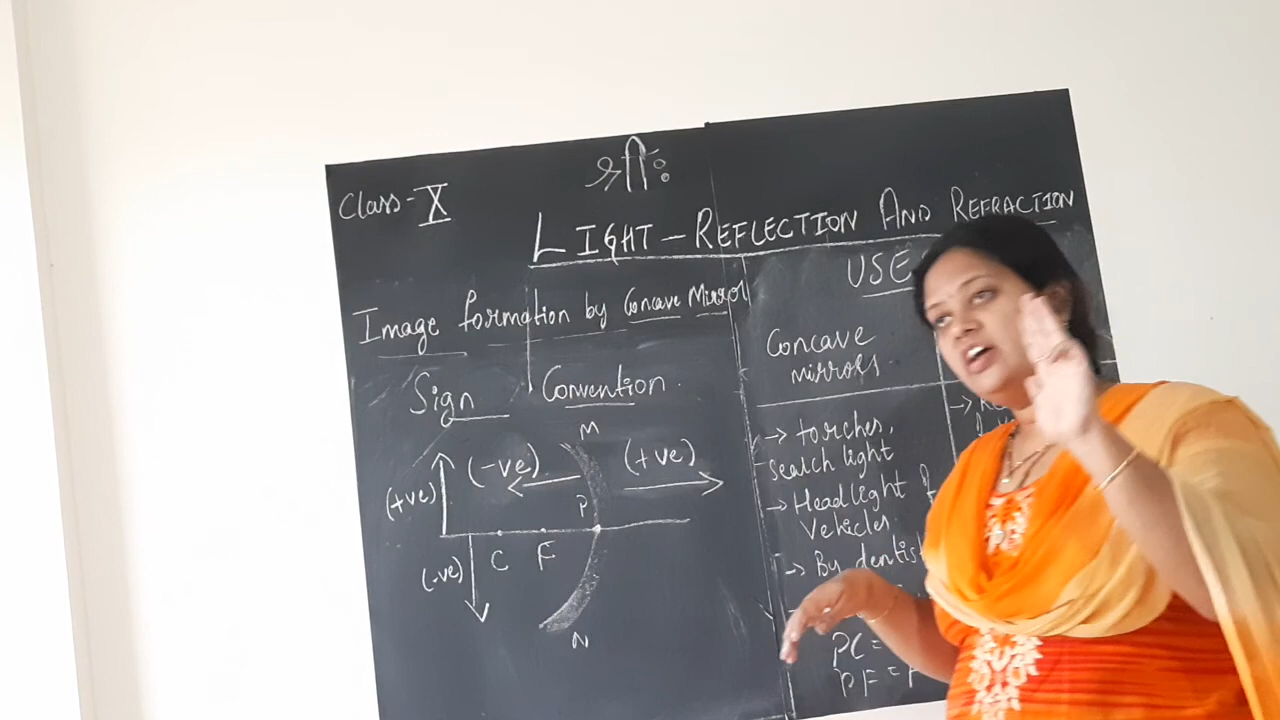 Class-X
LIGHT-REFLECTION AND REFRACTION
Image formation by Concave Mirror
Sign Convention
M
(-ve) (+ve)
(+ve)
P
C F
(-ve)
N
USE
Concave
mirrors
→ torches,
search light
→ Headlight of
Vehicles.
→ By dentist
PC =
PF =